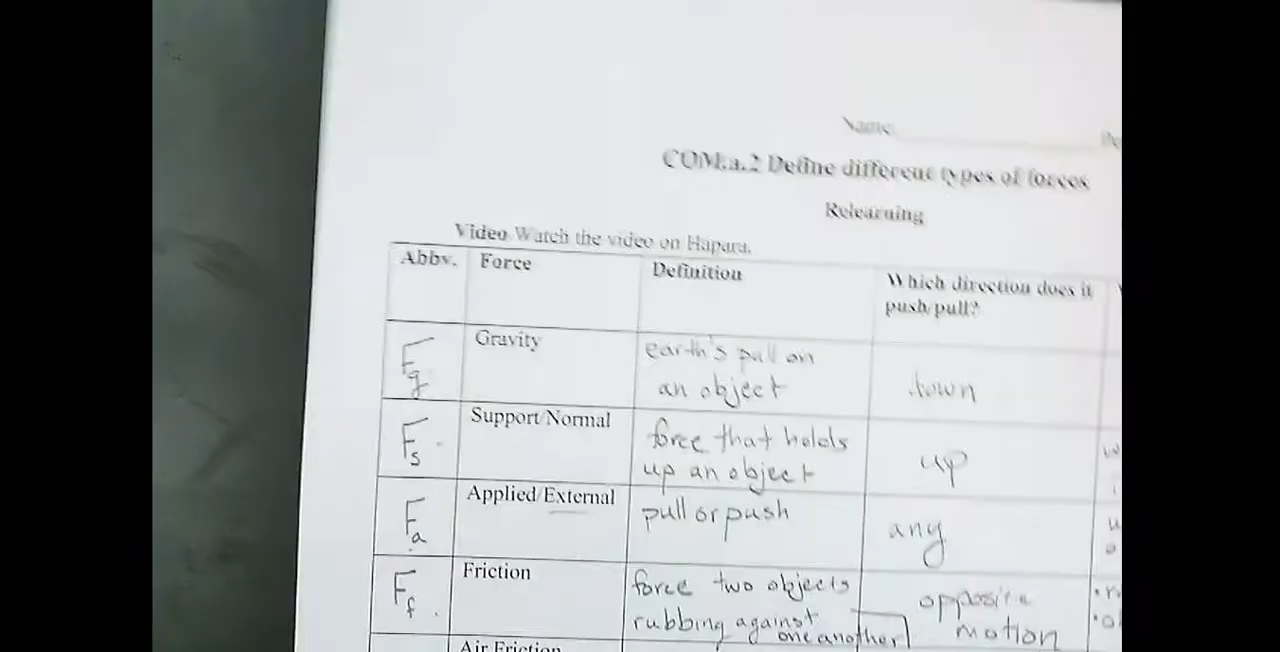 Name
COM.a.2 Define different types of forces
Relearning
Video Watch the video on Hapara.
Abbv. Force Definition Which direction does it
push/pull?
Fg Gravity earth's pull on
an object down
Fs Support/Normal force that holds
up an object up
Fa Applied/External pull or push any
Ff Friction force two objects opposite
rubbing against motion
one another
Air Friction